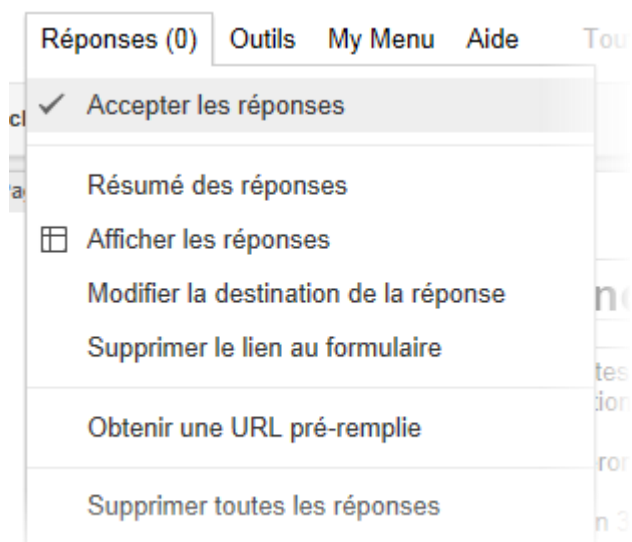 Réponses (0) Outils My Menu Aide Tou
Accepter les réponses
Résumé des réponses
Afficher les réponses
Modifier la destination de la réponse
Supprimer le lien au formulaire
Obtenir une URL pré-remplie
Supprimer toutes les réponses